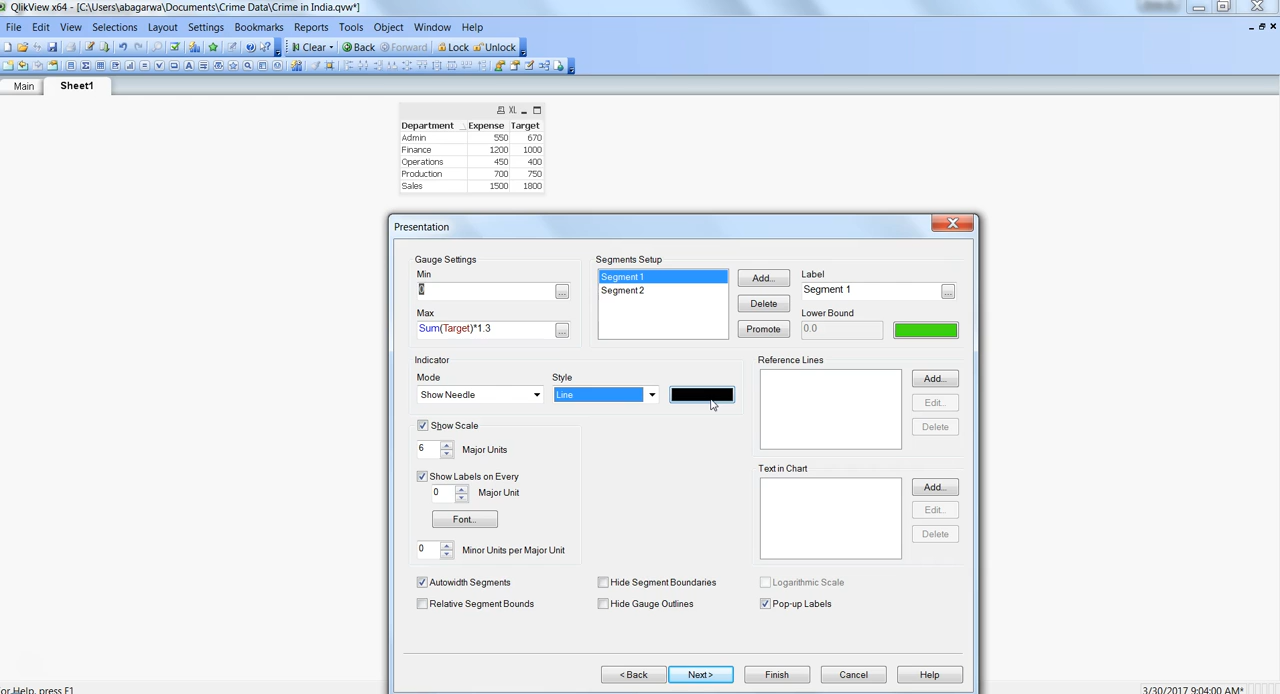 QlikView x64 - [C:\Users\abagarwa\Documents\Crime Data\Crime in India.qvw*]
File Edit View Selections Layout Settings Bookmarks Reports Tools Object Window Help
Clear Back Forward Lock Unlock
Main Sheet1
XL
Department Expense Target
Admin 550 670
Finance 1200 1000
Operations 450 400
Production 700 750
Sales 1500 1800
Presentation
Gauge Settings
Min
0
...
Max
Sum(Target)*1.3
...
Segments Setup
Segment 1
Segment 2
Add...
Delete
Promote
Label
Segment 1
...
Lower Bound
0.0
Indicator
Mode
Show Needle
Style
Line
Show Scale
6 Major Units
Show Labels on Every
0 Major Unit
Font...
0 Minor Units per Major Unit
Reference Lines
Add...
Edit...
Delete
Text in Chart
Add...
Edit...
Delete
Autowidth Segments
Hide Segment Boundaries
Logarithmic Scale
Relative Segment Bounds
Hide Gauge Outlines
Pop-up Labels
< Back Next > Finish Cancel Help
or Help, press F1
3/30/2017 9:04:00 AM*